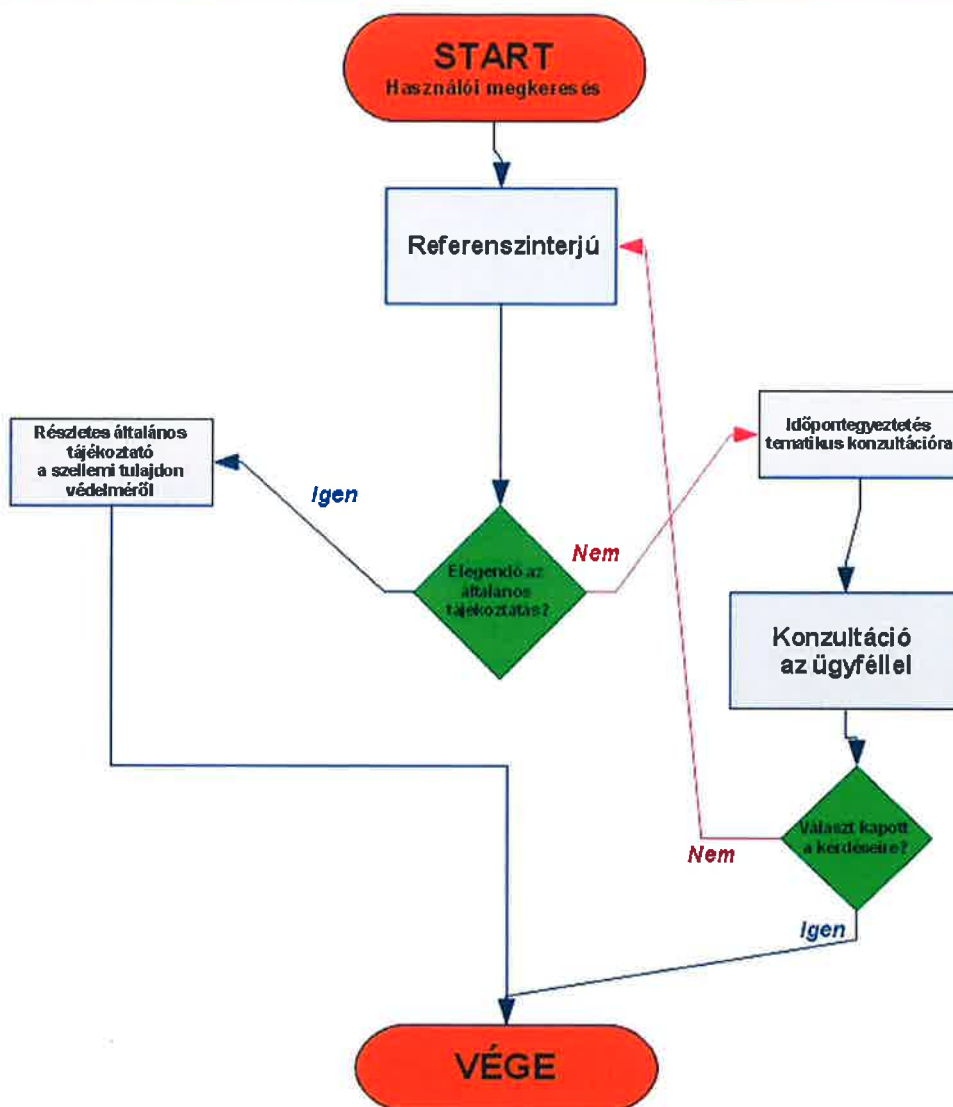 START
Használói megkeresés
Referenszinterjú
Részletes általános
tájékoztató
a szellemi tulajdon
védelméről
Időpontegyeztetés
tematikus konzultációra
Igen
Nem
Elegendő az
általános
tájékoztatás?
Konzultáció
az ügyféllel
Választ kapott
a kérdéseire?
Nem
Igen
VÉGE